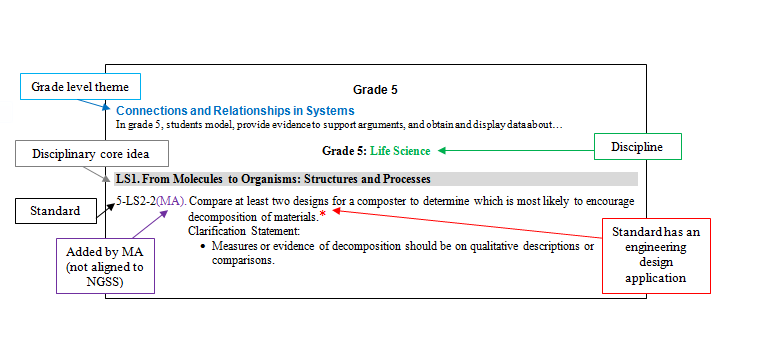 Grade level theme
Grade 5
Connections and Relationships in Systems
In grade 5, students model, provide evidence to support arguments, and obtain and display data about…
Grade 5: Life Science
Discipline
Disciplinary core idea
LS1. From Molecules to Organisms: Structures and Processes
Standard
5-LS2-2(MA). Compare at least two designs for a composter to determine which is most likely to encourage
decomposition of materials.*
Clarification Statement:
• Measures or evidence of decomposition should be on qualitative descriptions or
comparisons.
Added by MA
(not aligned to
NGSS)
Standard has an
engineering
design
application